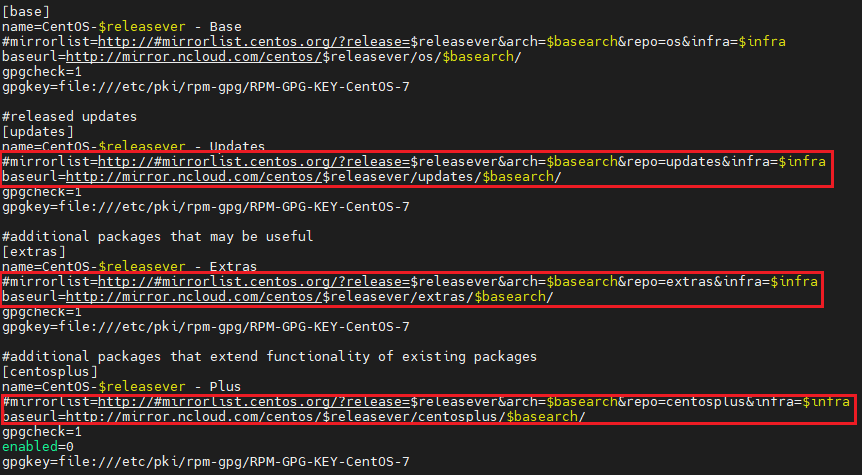 [base]
name=CentOS-$releasever - Base
#mirrorlist=http://#mirrorlist.centos.org/?release=$releasever&arch=$basearch&repo=os&infra=$infra
baseurl=http://mirror.ncloud.com/centos/$releasever/os/$basearch/
gpgcheck=1
gpgkey=file:///etc/pki/rpm-gpg/RPM-GPG-KEY-CentOS-7

#released updates
[updates]
name=CentOS-$releasever - Updates
#mirrorlist=http://#mirrorlist.centos.org/?release=$releasever&arch=$basearch&repo=updates&infra=$infra
baseurl=http://mirror.ncloud.com/centos/$releasever/updates/$basearch/
gpgcheck=1
gpgkey=file:///etc/pki/rpm-gpg/RPM-GPG-KEY-CentOS-7

#additional packages that may be useful
[extras]
name=CentOS-$releasever - Extras
#mirrorlist=http://#mirrorlist.centos.org/?release=$releasever&arch=$basearch&repo=extras&infra=$infra
baseurl=http://mirror.ncloud.com/centos/$releasever/extras/$basearch/
gpgcheck=1
gpgkey=file:///etc/pki/rpm-gpg/RPM-GPG-KEY-CentOS-7

#additional packages that extend functionality of existing packages
[centosplus]
name=CentOS-$releasever - Plus
#mirrorlist=http://#mirrorlist.centos.org/?release=$releasever&arch=$basearch&repo=centosplus&infra=$infra
baseurl=http://mirror.ncloud.com/centos/$releasever/centosplus/$basearch/
gpgcheck=1
enabled=0
gpgkey=file:///etc/pki/rpm-gpg/RPM-GPG-KEY-CentOS-7